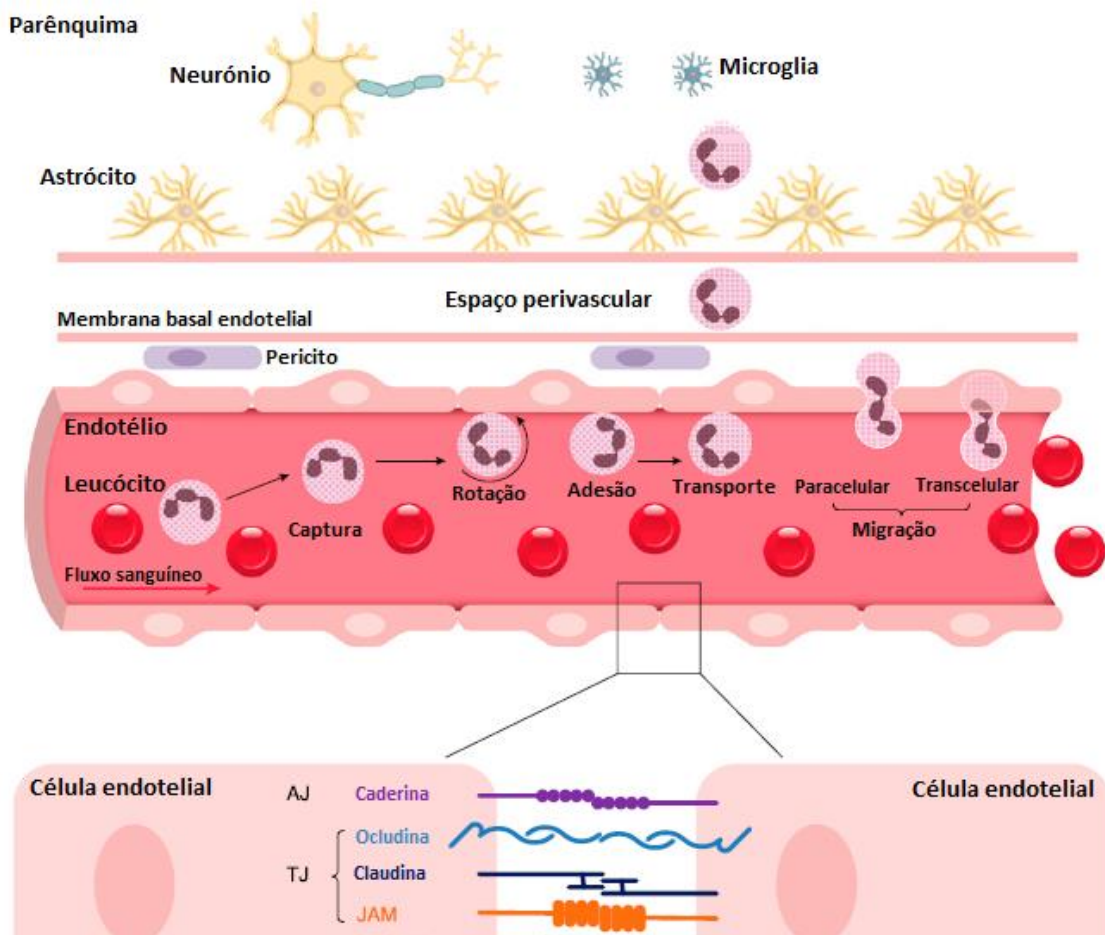 Parênquima
Neurónio
Microglia
Astrócito
Espaço perivascular
Membrana basal endotelial
Pericito
Endotélio
Leucócito
Captura
Rotação
Adesão
Transporte
Paracelular
Transcelular
Migração
Fluxo sanguíneo
Célula endotelial
Célula endotelial
AJ
Caderina
Ocludina
TJ
Claudina
JAM